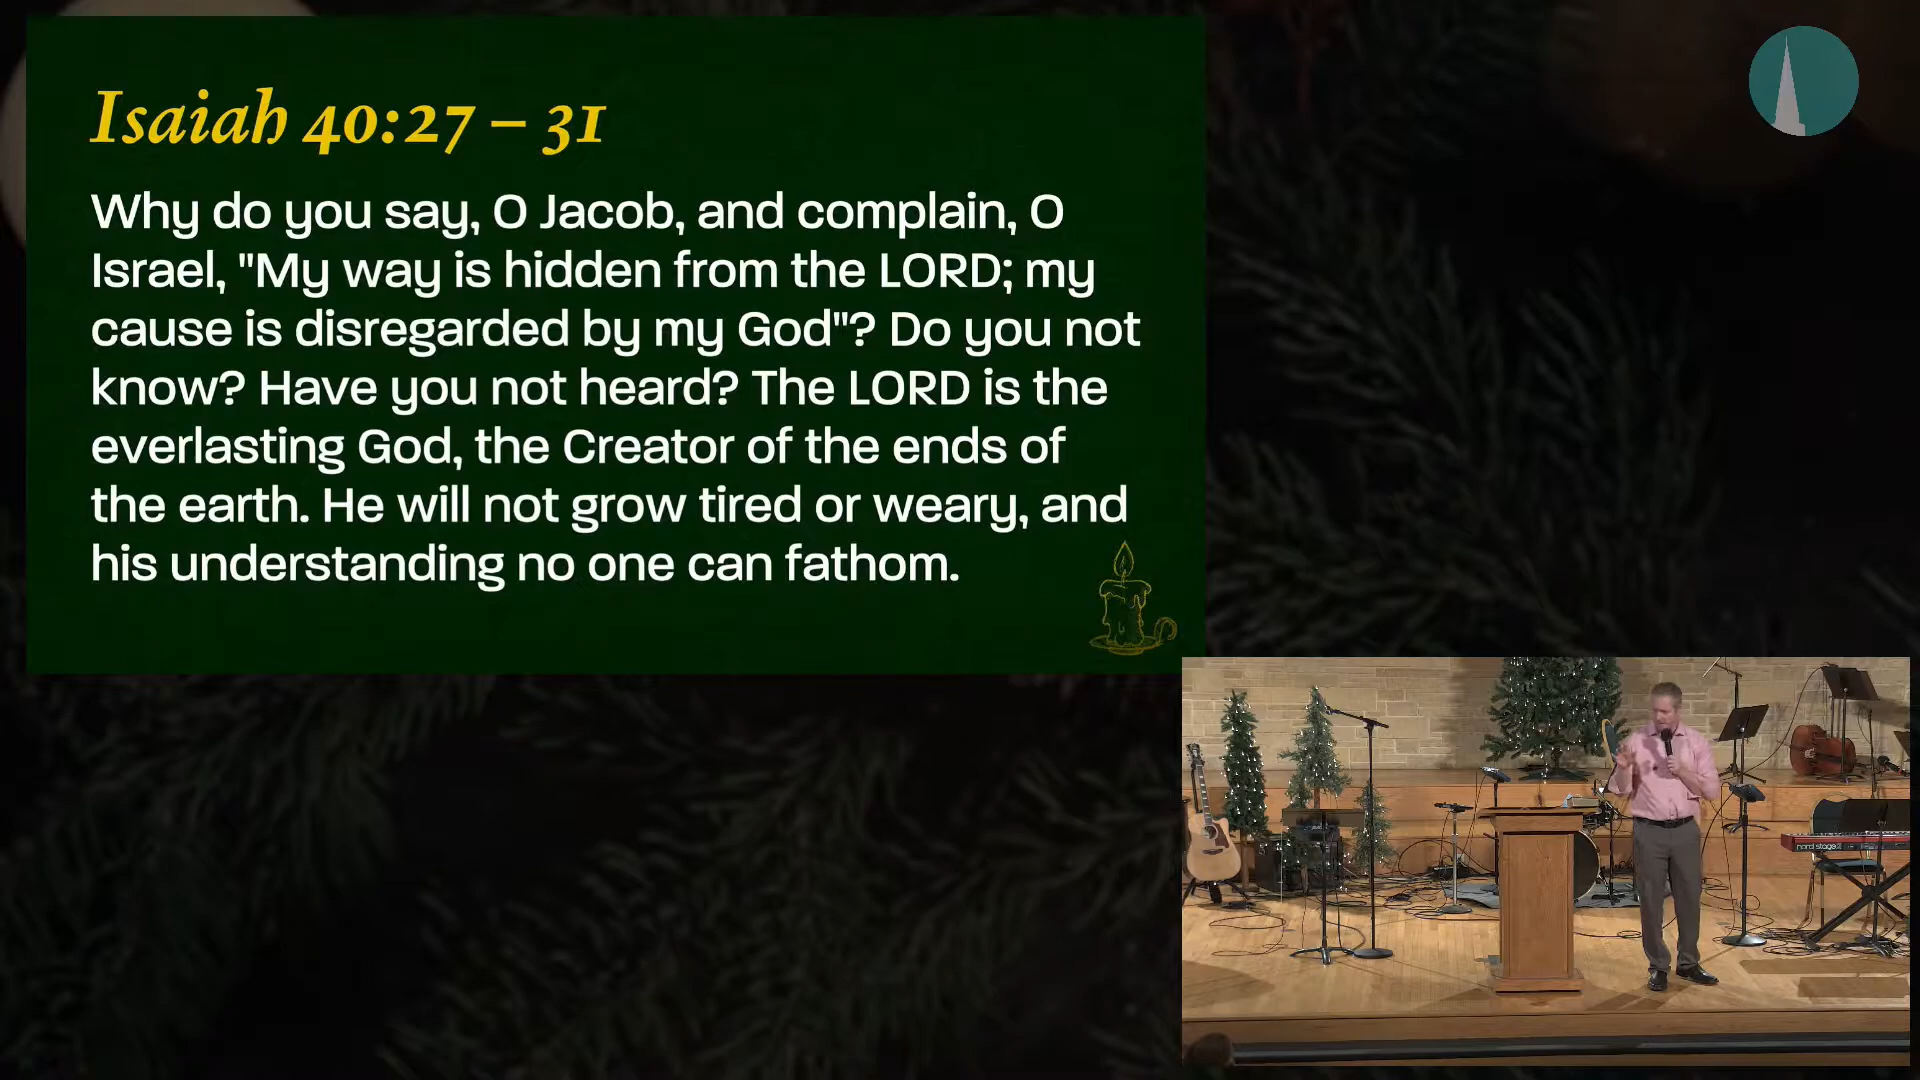 Isaiah 40:27 – 31
Why do you say, O Jacob, and complain, O
Israel, "My way is hidden from the LORD; my
cause is disregarded by my God"? Do you not
know? Have you not heard? The LORD is the
everlasting God, the Creator of the ends of
the earth. He will not grow tired or weary, and
his understanding no one can fathom.
nord stage